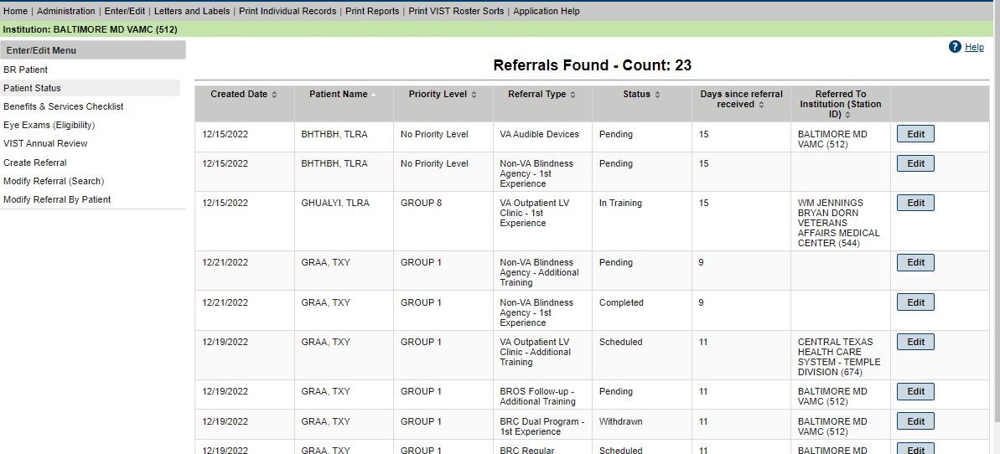 Home | Administration | Enter/Edit | Letters and Labels | Print Individual Records | Print Reports | Print VIST Roster Sorts | Application Help
Institution: BALTIMORE MD VAMC (512)
Enter/Edit Menu
BR Patient
Patient Status
Benefits & Services Checklist
Eye Exams (Eligibility)
VIST Annual Review
Create Referral
Modify Referral (Search)
Modify Referral By Patient
? Help
Referrals Found - Count: 23
Created Date Patient Name Priority Level Referral Type Status Days since referral Referred To
received Institution (Station
ID)
12/15/2022 BHTHBH, TLRA No Priority Level VA Audible Devices Pending 15 BALTIMORE MD Edit
VAMC (512)
12/15/2022 BHTHBH, TLRA No Priority Level Non-VA Blindness Pending 15 Edit
Agency - 1st
Experience
12/15/2022 GHUALYI, TLRA GROUP 8 VA Outpatient LV In Training 15 WM JENNINGS Edit
Clinic - 1st BRYAN DORN
Experience VETERANS
AFFAIRS MEDICAL
CENTER (544)
12/21/2022 GRAA, TXY GROUP 1 Non-VA Blindness Pending 9 Edit
Agency - Additional
Training
12/21/2022 GRAA, TXY GROUP 1 Non-VA Blindness Completed 9 Edit
Agency - 1st
Experience
12/19/2022 GRAA, TXY GROUP 1 VA Outpatient LV Scheduled 11 CENTRAL TEXAS Edit
Clinic - Additional HEALTH CARE
Training SYSTEM - TEMPLE
DIVISION (674)
12/19/2022 GRAA, TXY GROUP 1 BROS Follow-up - Pending 11 BALTIMORE MD Edit
Additional Training VAMC (512)
12/19/2022 GRAA, TXY GROUP 1 BRC Dual Program - Withdrawn 11 BALTIMORE MD Edit
1st Experience VAMC (512)
12/19/2022 GRAA, TXY GROUP 1 BRC Regular Scheduled 11 BALTIMORE MD Edit